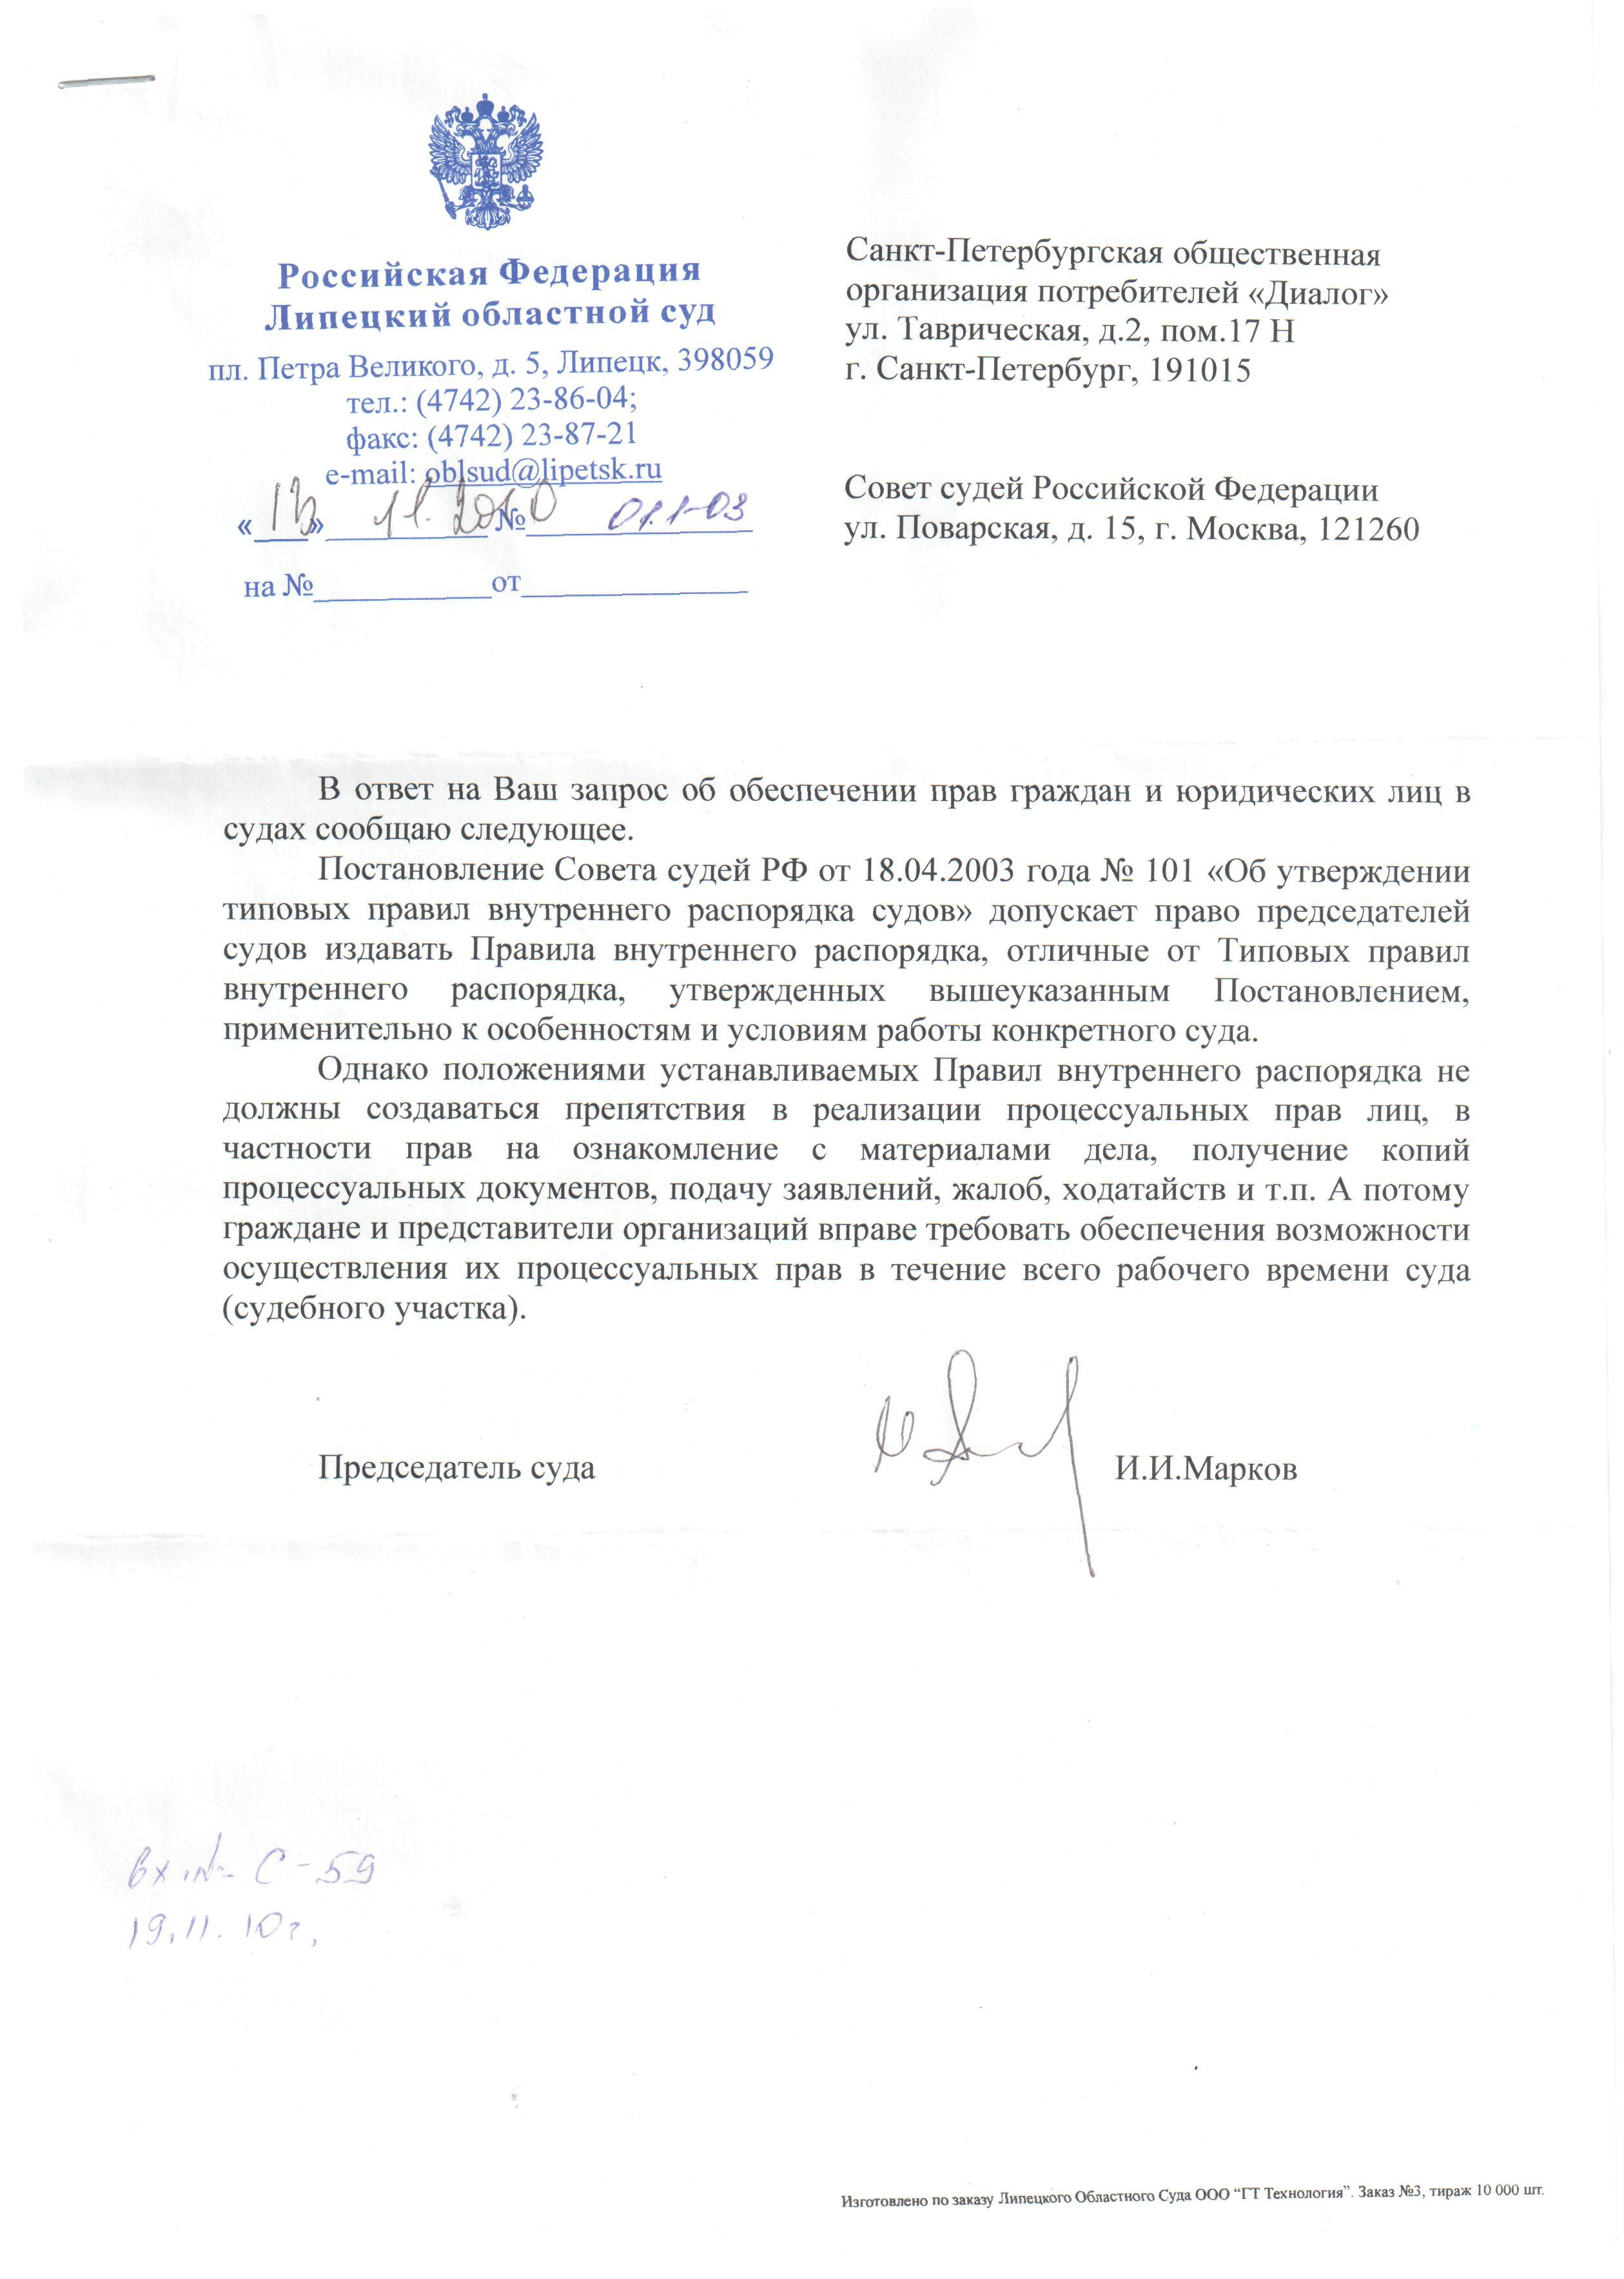 Российская Федерация
Липецкий областной суд
пл. Петра Великого, д. 5, Липецк, 398059
тел.: (4742) 23-86-04;
факс: (4742) 23-87-21
e-mail: oblsud@lipetsk.ru
«13» 11. 2010 № 01.1-03
на №____________от________________
Санкт-Петербургская общественная
организация потребителей «Диалог»
ул. Таврическая, д.2, пом.17 Н
г. Санкт-Петербург, 191015
Совет судей Российской Федерации
ул. Поварская, д. 15, г. Москва, 121260
В ответ на Ваш запрос об обеспечении прав граждан и юридических лиц в
судах сообщаю следующее.
Постановление Совета судей РФ от 18.04.2003 года № 101 «Об утверждении
типовых правил внутреннего распорядка судов» допускает право председателей
судов издавать Правила внутреннего распорядка, отличные от Типовых правил
внутреннего распорядка, утвержденных вышеуказанным Постановлением,
применительно к особенностям и условиям работы конкретного суда.
Однако положениями устанавливаемых Правил внутреннего распорядка не
должны создаваться препятствия в реализации процессуальных прав лиц, в
частности прав на ознакомление с материалами дела, получение копий
процессуальных документов, подачу заявлений, жалоб, ходатайств и т.п. А потому
граждане и представители организаций вправе требовать обеспечения возможности
осуществления их процессуальных прав в течение всего рабочего времени суда
(судебного участка).
Председатель суда И.И.Марков
вх.№ С-59
19.11.10г.
Изготовлено по заказу Липецкого Областного Суда ООО “ГТ Технология”. Заказ №3, тираж 10 000 шт.